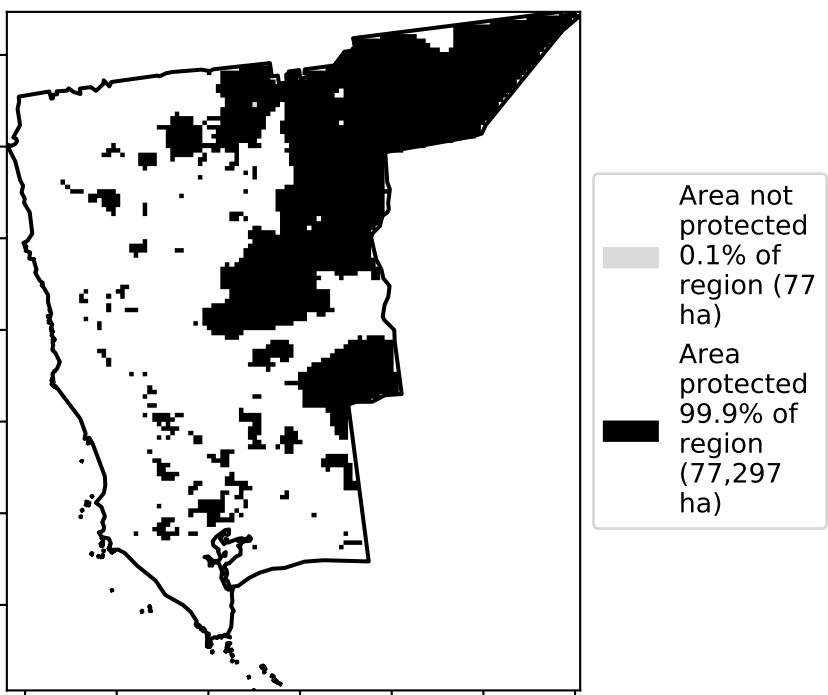 Area not
protected
0.1% of
region (77
ha)
Area
protected
99.9% of
region
(77,297
ha)